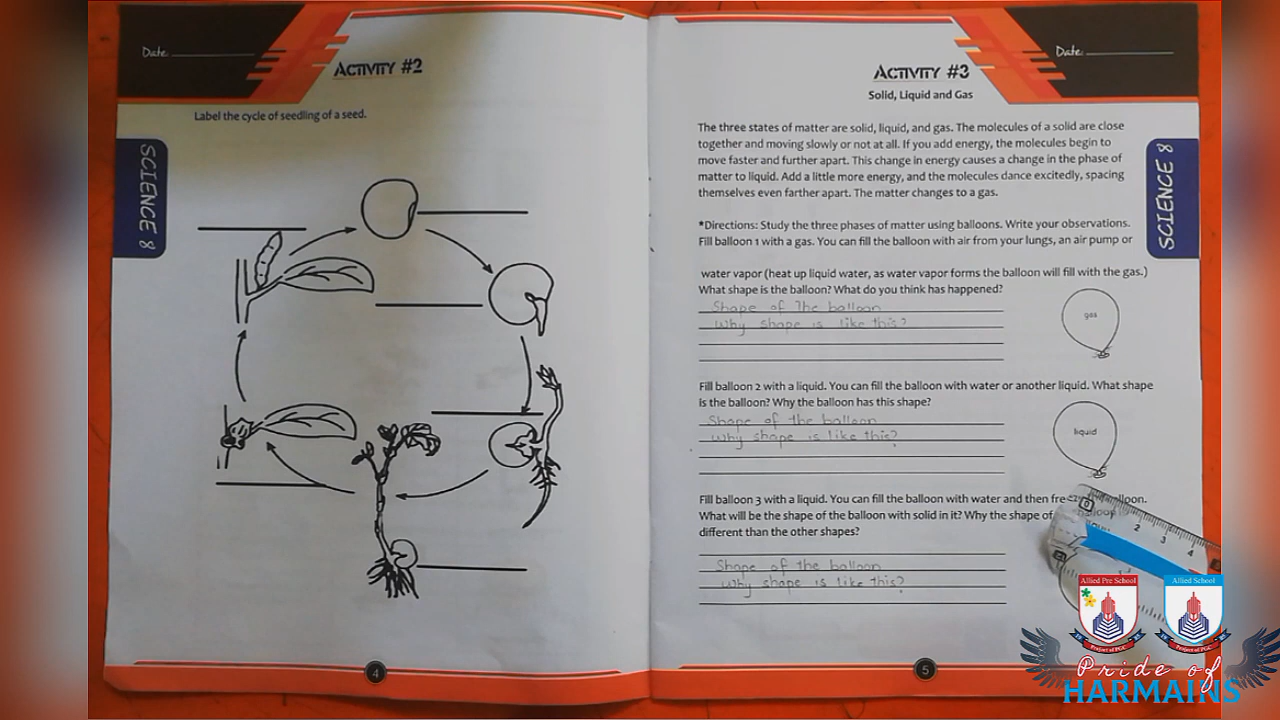 Date:
ACTIVITY #2
Label the cycle of seedling of a seed.
SCIENCE 8
4
Date:
ACTIVITY #3
Solid, Liquid and Gas
SCIENCE 8
The three states of matter are solid, liquid, and gas. The molecules of a solid are close
together and moving slowly or not at all. If you add energy, the molecules begin to
move faster and further apart. This change in energy causes a change in the phase of
matter to liquid. Add a little more energy, and the molecules dance excitedly, spacing
themselves even farther apart. The matter changes to a gas.
*Directions: Study the three phases of matter using balloons. Write your observations.
Fill balloon 1 with a gas. You can fill the balloon with air from your lungs, an air pump or
water vapor (heat up liquid water, as water vapor forms the balloon will fill with the gas.)
What shape is the balloon? What do you think has happened?
Shape of The balloon
Why shape is like this?
gas
Fill balloon 2 with a liquid. You can fill the balloon with water or another liquid. What shape
is the balloon? Why the balloon has this shape?
Shape of the balloon
Why shape is like this?
liquid
Fill balloon 3 with a liquid. You can fill the balloon with water and then balloon.
What will be the shape of the balloon with solid in it? Why the shape of balloon
different than the other shapes?
Shape of the balloon
Why shape is like this?
0 2 3 4
5
Allied Pre School
Project of PGC
Allied School
Project of PGC
Pride of
HARMAINS